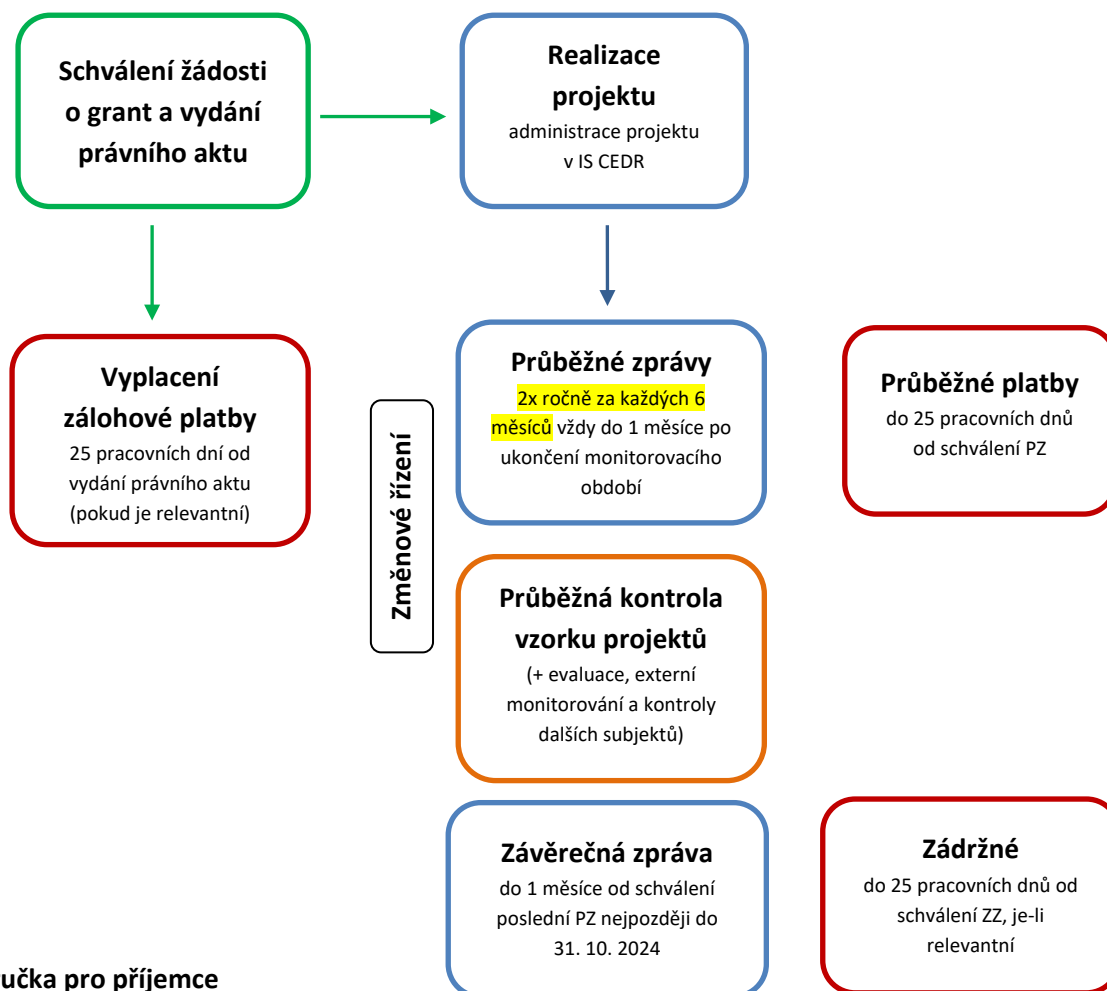 Schválení žádosti
o grant a vydání
právního aktu
Realizace
projektu
administrace projektu
v IS CEDR
Vyplacení
zálohové platby
25 pracovních dní od
vydání právního aktu
(pokud je relevantní)
Změnové řízení
Průběžné zprávy
2x ročně za každých 6
měsíců vždy do 1 měsíce po
ukončení monitorovacího
období
Průběžné platby
do 25 pracovních dnů
od schválení PZ
Průběžná kontrola
vzorku projektů
(+ evaluace, externí
monitorování a kontroly
dalších subjektů)
Závěrečná zpráva
do 1 měsíce od schválení
poslední PZ nejpozději do
31. 10. 2024
Zádržné
do 25 pracovních dnů od
schválení ZZ, je-li
relevantní
pro příjemce